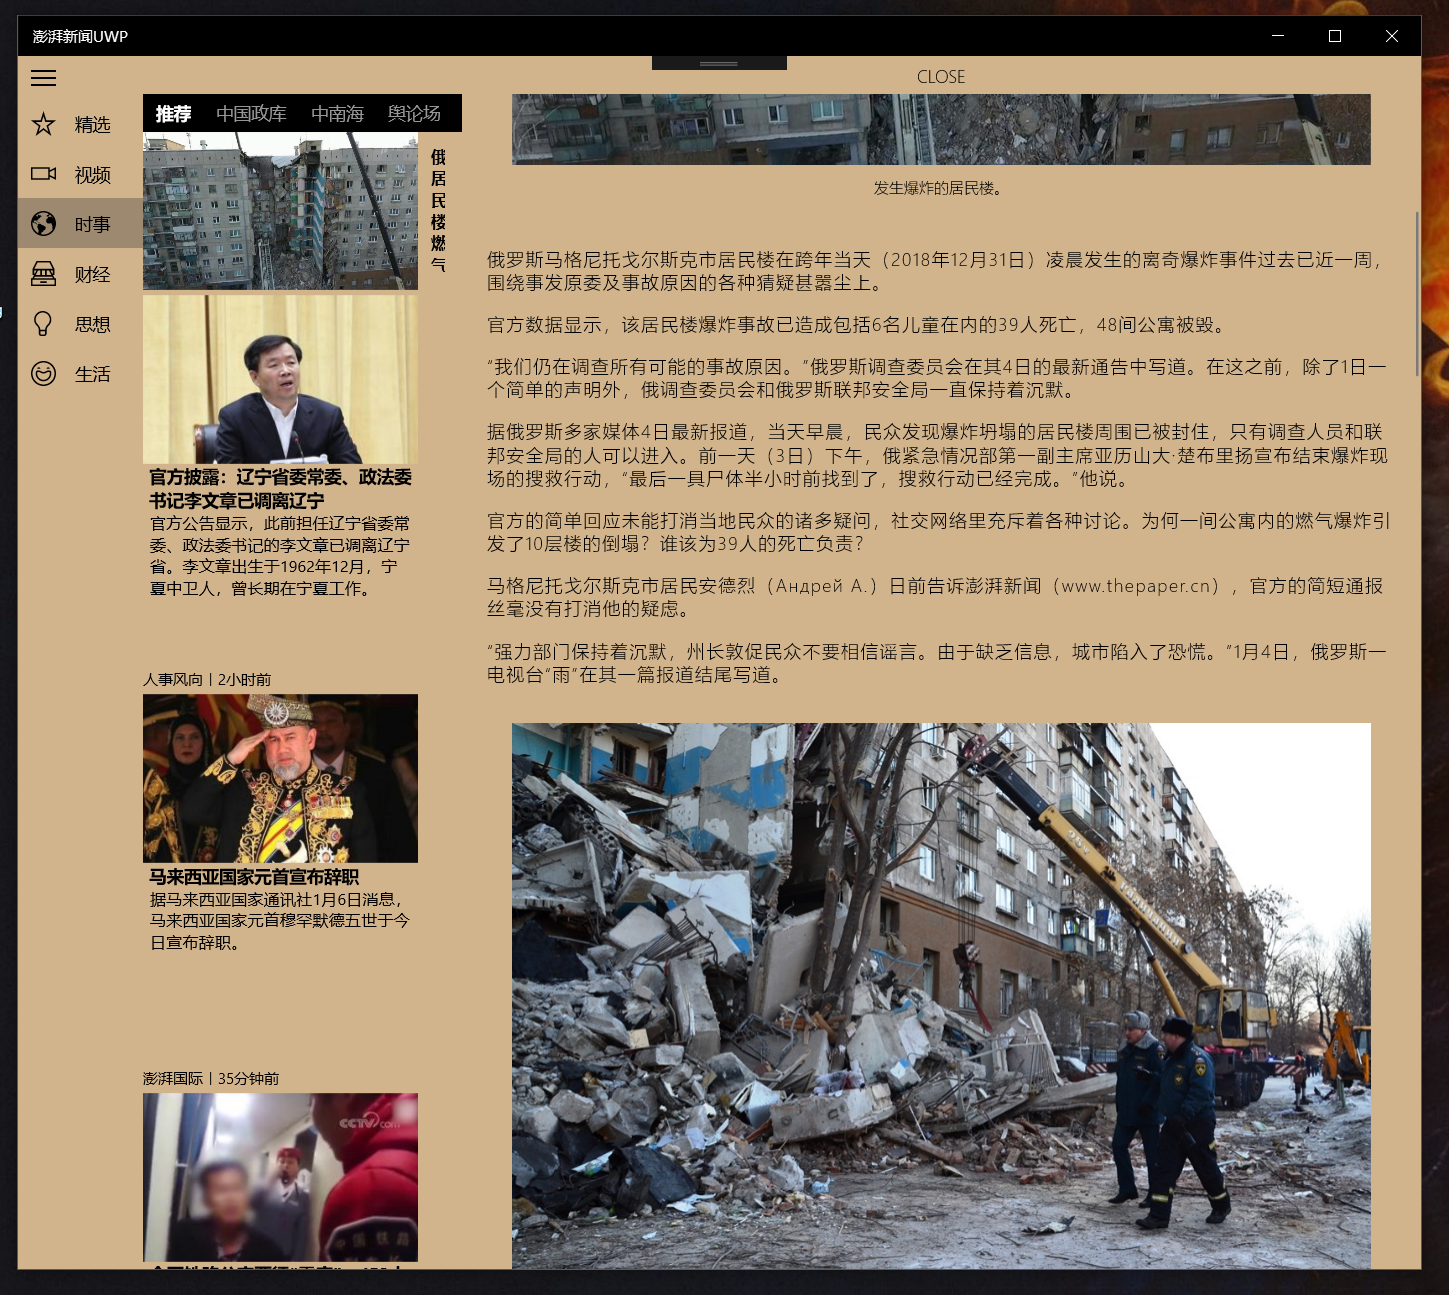 澎湃新闻UWP
CLOSE
精选
视频
时事
财经
思想
生活
推荐 中国政库 中南海 舆论场
俄
居
民
楼
燃
气
官方披露：辽宁省委常委、政法委
书记李文章已调离辽宁
官方公告显示，此前担任辽宁省委常
委、政法委书记的李文章已调离辽宁
省。李文章出生于1962年12月，宁
夏中卫人，曾长期在宁夏工作。
人事风向丨2小时前
马来西亚国家元首宣布辞职
据马来西亚国家通讯社1月6日消息，
马来西亚国家元首穆罕默德五世于今
日宣布辞职。
澎湃国际丨35分钟前
CCTV.com
发生爆炸的居民楼。
俄罗斯马格尼托戈尔斯克市居民楼在跨年当天（2018年12月31日）凌晨发生的离奇爆炸事件过去已近一周，
围绕事发原委及事故原因的各种猜疑甚嚣尘上。
官方数据显示，该居民楼爆炸事故已造成包括6名儿童在内的39人死亡，48间公寓被毁。
“我们仍在调查所有可能的事故原因。”俄罗斯调查委员会在其4日的最新通告中写道。在这之前，除了1日一
个简单的声明外，俄调查委员会和俄罗斯联邦安全局一直保持着沉默。
据俄罗斯多家媒体4日最新报道，当天早晨，民众发现爆炸坍塌的居民楼周围已被封住，只有调查人员和联
邦安全局的人可以进入。前一天（3日）下午，俄紧急情况部第一副主席亚历山大·楚布里扬宣布结束爆炸现
场的搜救行动，“最后一具尸体半小时前找到了，搜救行动已经完成。”他说。
官方的简单回应未能打消当地民众的诸多疑问，社交网络里充斥着各种讨论。为何一间公寓内的燃气爆炸引
发了10层楼的倒塌？谁该为39人的死亡负责？
马格尼托戈尔斯克市居民安德烈（Андрей А.）日前告诉澎湃新闻（www.thepaper.cn），官方的简短通报
丝毫没有打消他的疑虑。
“强力部门保持着沉默，州长敦促民众不要相信谣言。由于缺乏信息，城市陷入了恐慌。”1月4日，俄罗斯一
电视台“雨”在其一篇报道结尾写道。